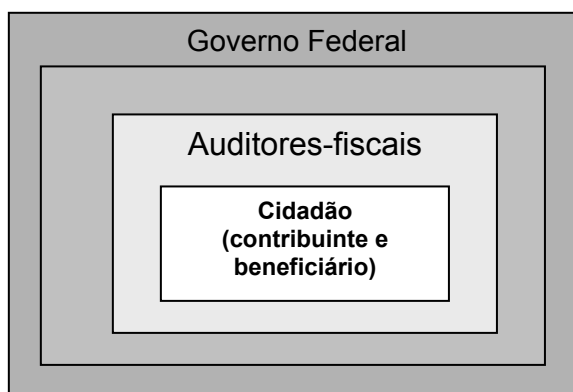 Governo Federal
Auditores-fiscais
Cidadão
(contribuinte e
beneficiário)